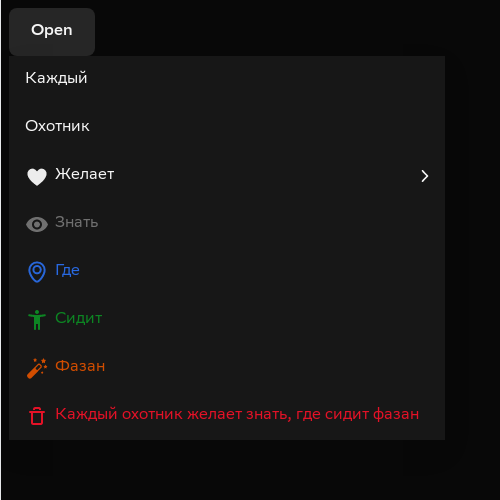 Open
Каждый
Охотник
Желает
Знать
Где
Сидит
Фазан
Каждый охотник желает знать, где сидит фазан